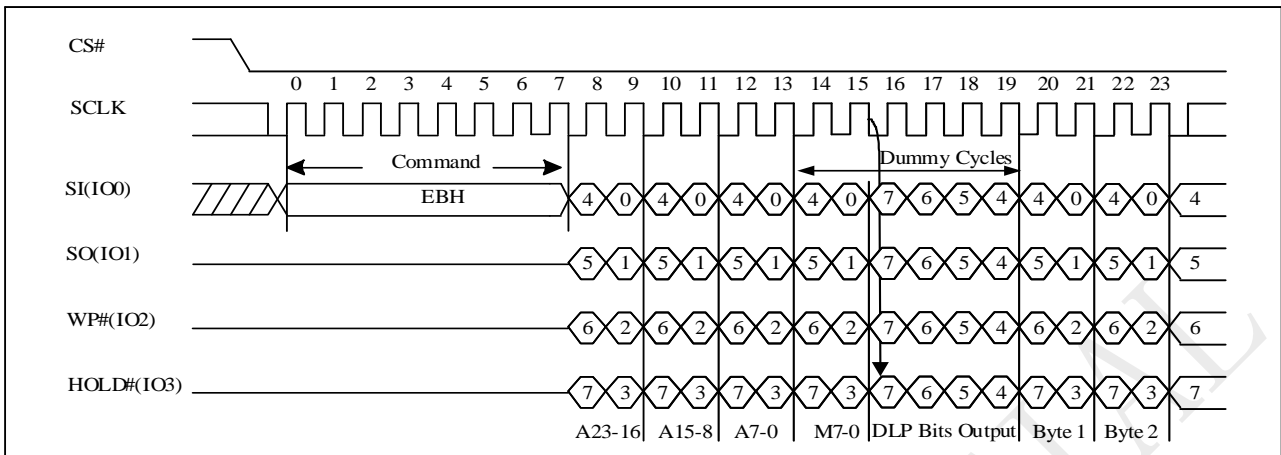 CS#
0 1 2 3 4 5 6 7 8 9 10 11 12 13 14 15 16 17 18 19 20 21 22 23
SCLK
Command
Dummy Cycles
SI(IO0)
EBH
4 0 4 0 4 0 4 0 7 6 5 4 4 0 4 0 4
SO(IO1)
5 1 5 1 5 1 5 1 7 6 5 4 5 1 5 1 5
WP#(IO2)
6 2 6 2 6 2 6 2 7 6 5 4 6 2 6 2 6
HOLD#(IO3)
7 3 7 3 7 3 7 3 7 6 5 4 7 3 7 3 7
A23-16 A15-8 A7-0 M7-0 DLP Bits Output Byte 1 Byte 2